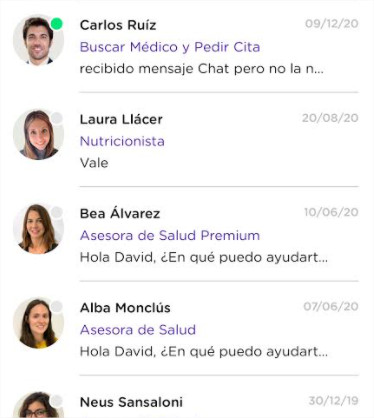 Carlos Ruíz 09/12/20
Buscar Médico y Pedir Cita
recibido mensaje Chat pero no la n...
Laura Llácer 20/08/20
Nutricionista
Vale
Bea Álvarez 10/06/20
Asesora de Salud Premium
Hola David, ¿En qué puedo ayudart...
Alba Monclús 07/06/20
Asesora de Salud
Hola David, ¿En qué puedo ayudart...
Neus Sansaloni 30/12/19